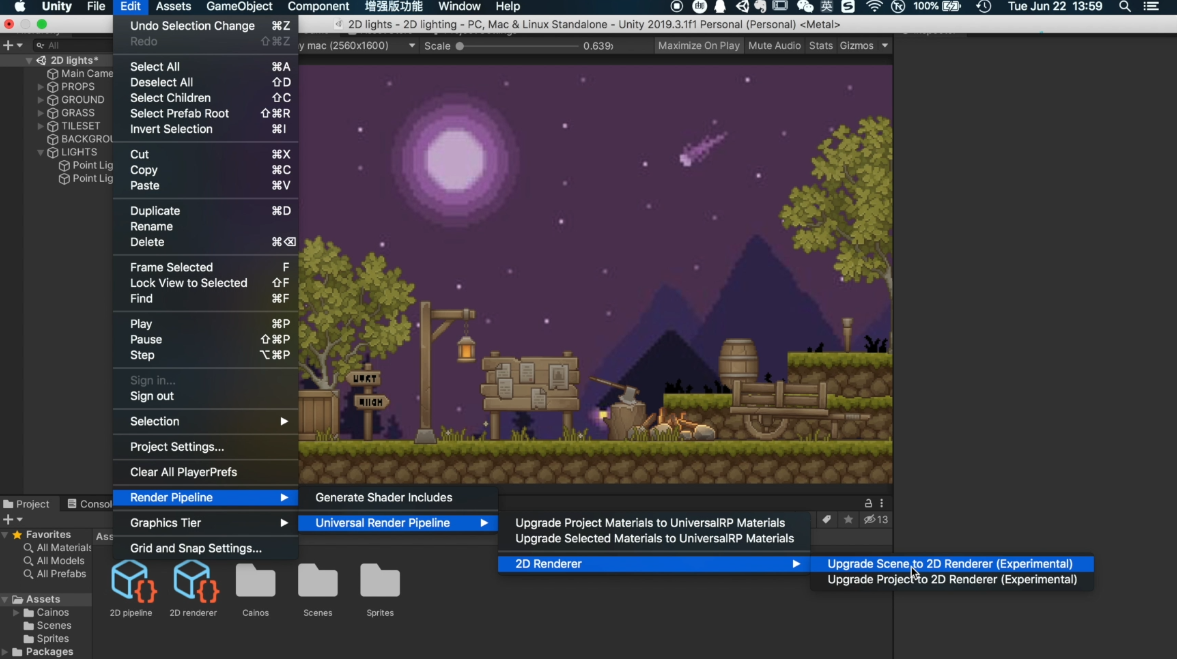 Unity File Edit Assets GameObject Component 增强版功能 Window Help 100% Tue Jun 22 13:59
2D lights - 2D lighting - PC, Mac & Linux Standalone - Unity 2019.3.1f1 Personal (Personal) <Metal>
All
y mac (2560x1600) Scale 0.639 Maximize On Play Mute Audio Stats Gizmos
2D lights*
Main Came
PROPS
GROUND
GRASS
TILESET
BACKGROU
LIGHTS
Point Lig
Point Lig
Undo Selection Change ⌘Z
Redo ⇧⌘Z
Select All ⌘A
Deselect All ⇧D
Select Children ⇧C
Select Prefab Root ⇧⌘R
Invert Selection ⌘I
Cut ⌘X
Copy ⌘C
Paste ⌘V
Duplicate ⌘D
Rename
Delete ⌘⌫
Frame Selected F
Lock View to Selected ⇧F
Find ⌘F
Play ⌘P
Pause ⇧⌘P
Step ⌥⌘P
Sign in...
Sign out
Selection
Project Settings...
Clear All PlayerPrefs
Render Pipeline
Graphics Tier
Grid and Snap Settings...
Generate Shader Includes
Universal Render Pipeline
Upgrade Project Materials to UniversalRP Materials
Upgrade Selected Materials to UniversalRP Materials
2D Renderer
Upgrade Scene to 2D Renderer (Experimental)
Upgrade Project to 2D Renderer (Experimental)
Project Consol
13
Favorites
All Materials
All Models
All Prefabs
Assets
Cainos
Scenes
Sprites
Packages
Ass
2D pipeline 2D renderer Cainos Scenes Sprites